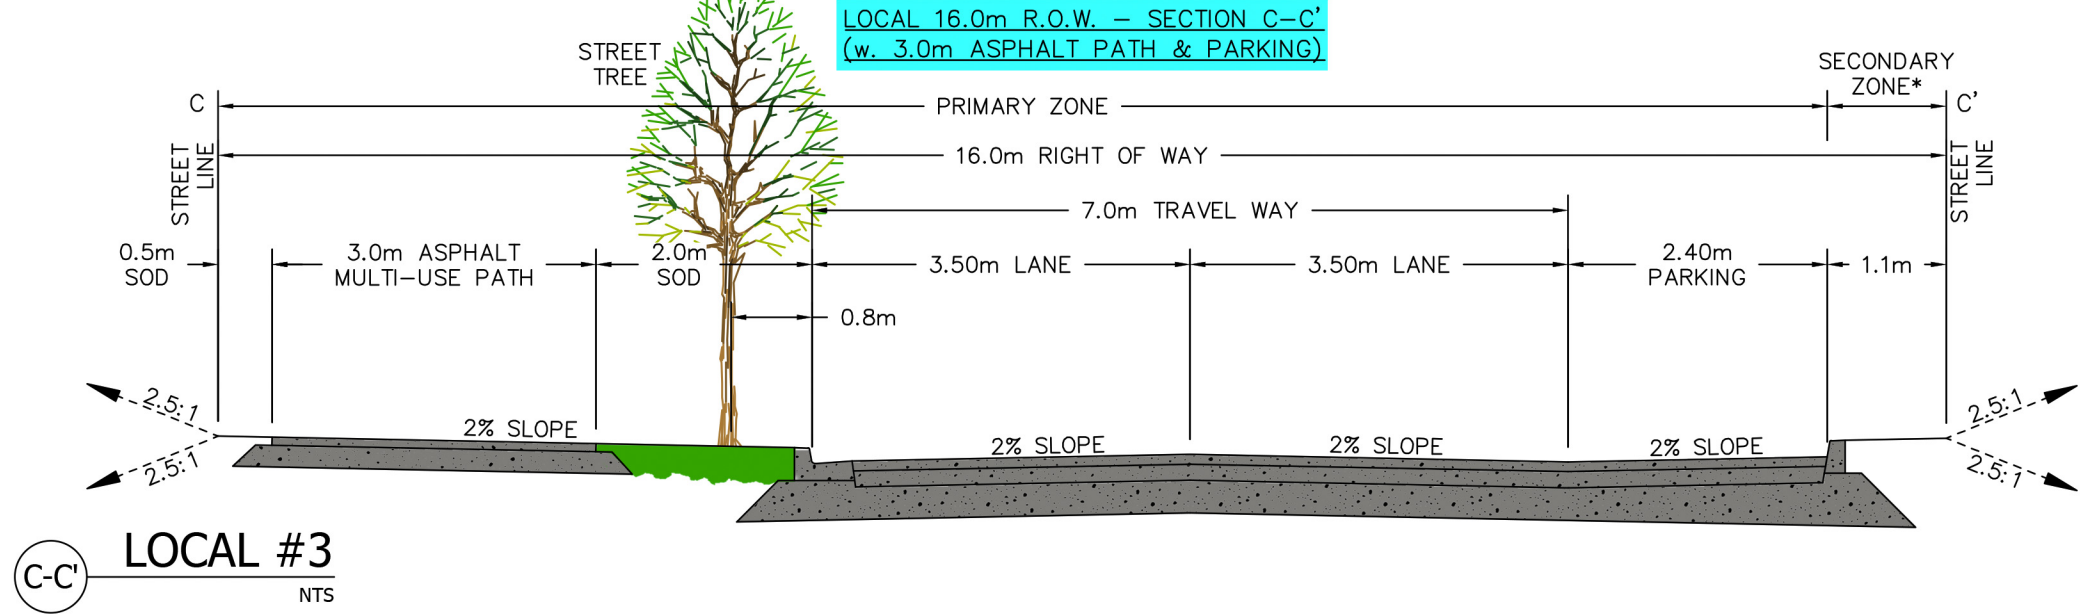 LOCAL 16.0m R.O.W. – SECTION C–C'
(w. 3.0m ASPHALT PATH & PARKING)
STREET
TREE
SECONDARY
ZONE*
C
PRIMARY ZONE
C'
STREET
LINE
16.0m RIGHT OF WAY
STREET
LINE
7.0m TRAVEL WAY
0.5m
SOD
3.0m ASPHALT
MULTI–USE PATH
2.0m
SOD
3.50m LANE
3.50m LANE
2.40m
PARKING
1.1m
0.8m
2.5:1
2.5:1
2% SLOPE
2% SLOPE
2% SLOPE
2% SLOPE
2.5:1
2.5:1
C-C'
LOCAL #3
NTS